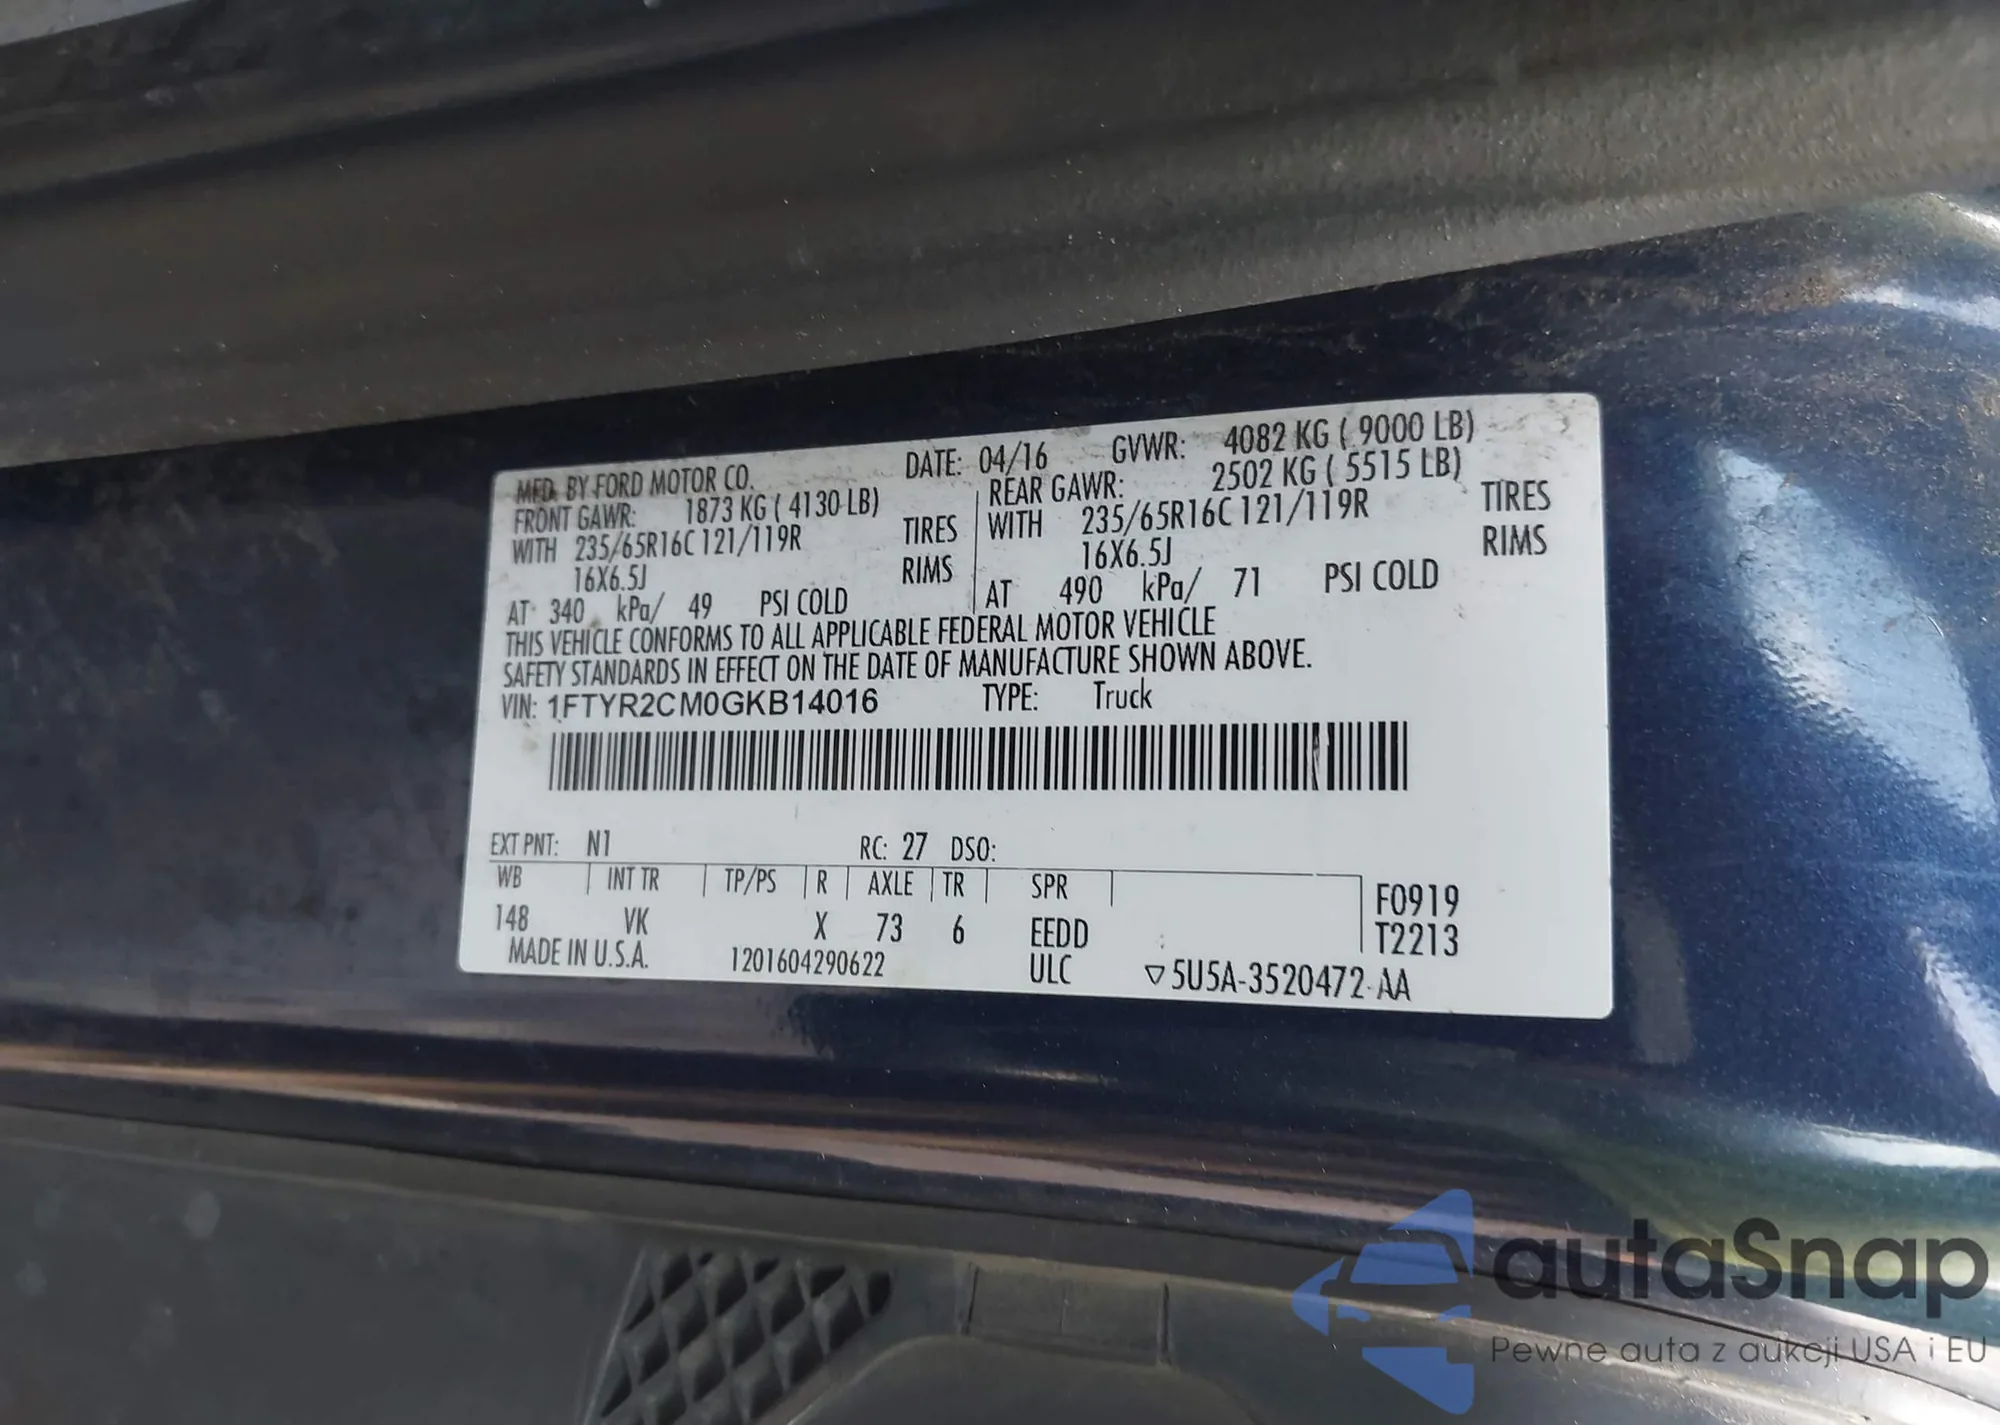 MFD. BY FORD MOTOR CO. DATE: 04/16 GVWR: 4082 KG ( 9000 LB)
FRONT GAWR: 1873 KG ( 4130 LB) REAR GAWR: 2502 KG ( 5515 LB)
WITH 235/65R16C 121/119R TIRES WITH 235/65R16C 121/119R TIRES
16X6.5J RIMS 16X6.5J RIMS
AT 340 kPa/ 49 PSI COLD AT 490 kPa/ 71 PSI COLD
THIS VEHICLE CONFORMS TO ALL APPLICABLE FEDERAL MOTOR VEHICLE
SAFETY STANDARDS IN EFFECT ON THE DATE OF MANUFACTURE SHOWN ABOVE.
VIN: 1FTYR2CM0GKB14016 TYPE: Truck
EXT PNT: N1 RC: 27 DSO:
WB INT TR TP/PS R AXLE TR SPR F0919
148 VK X 73 6 EEDD T2213
MADE IN U.S.A. 1201604290622 ULC ▽5U5A-3520472-AA
autaSnap
Pewne auta z aukcji USA i EU